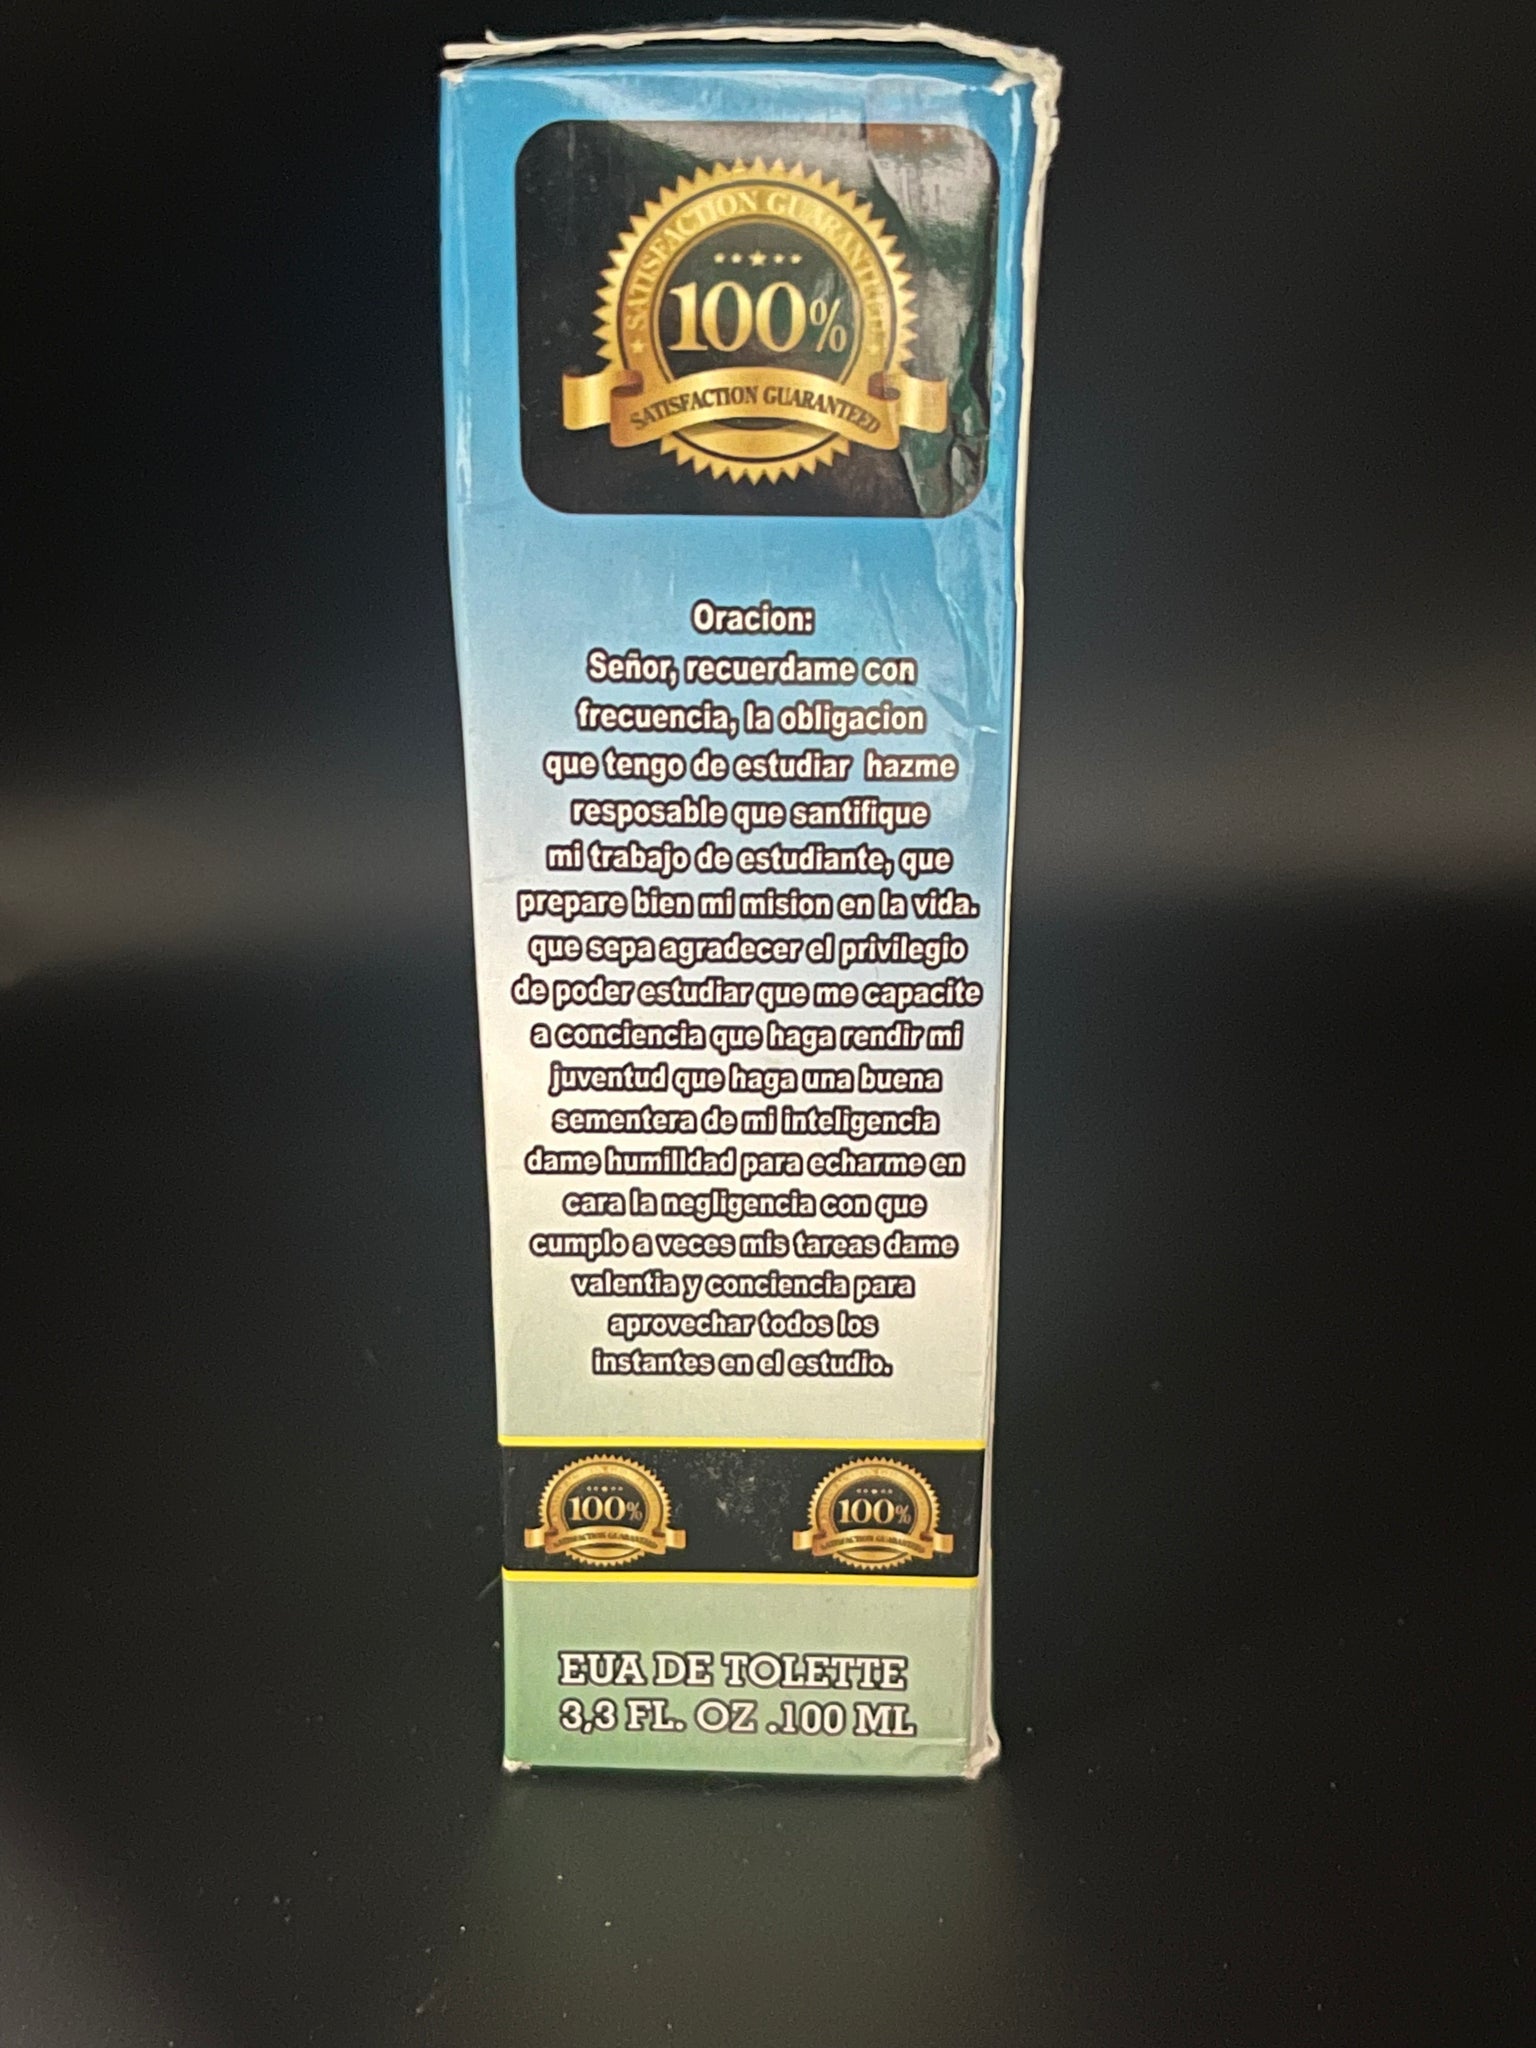 SATISFACTION GUARANTEED
100%
SATISFACTION GUARANTEED
Oracion:
Señor, recuerdame con
frecuencia, la obligacion
que tengo de estudiar hazme
resposable que santifique
mi trabajo de estudiante, que
prepare bien mi mision en la vida.
que sepa agradecer el privilegio
de poder estudiar que me capacite
a conciencia que haga rendir mi
juventud que haga una buena
sementera de mi inteligencia
dame humilldad para echarme en
cara la negligencia con que
cumplo a veces mis tareas dame
valentia y conciencia para
aprovechar todos los
instantes en el estudio.
100% 100%
SATISFACTION GUARANTEED SATISFACTION GUARANTEED
EUA DE TOLETTE
3,3 FL. OZ .100 ML